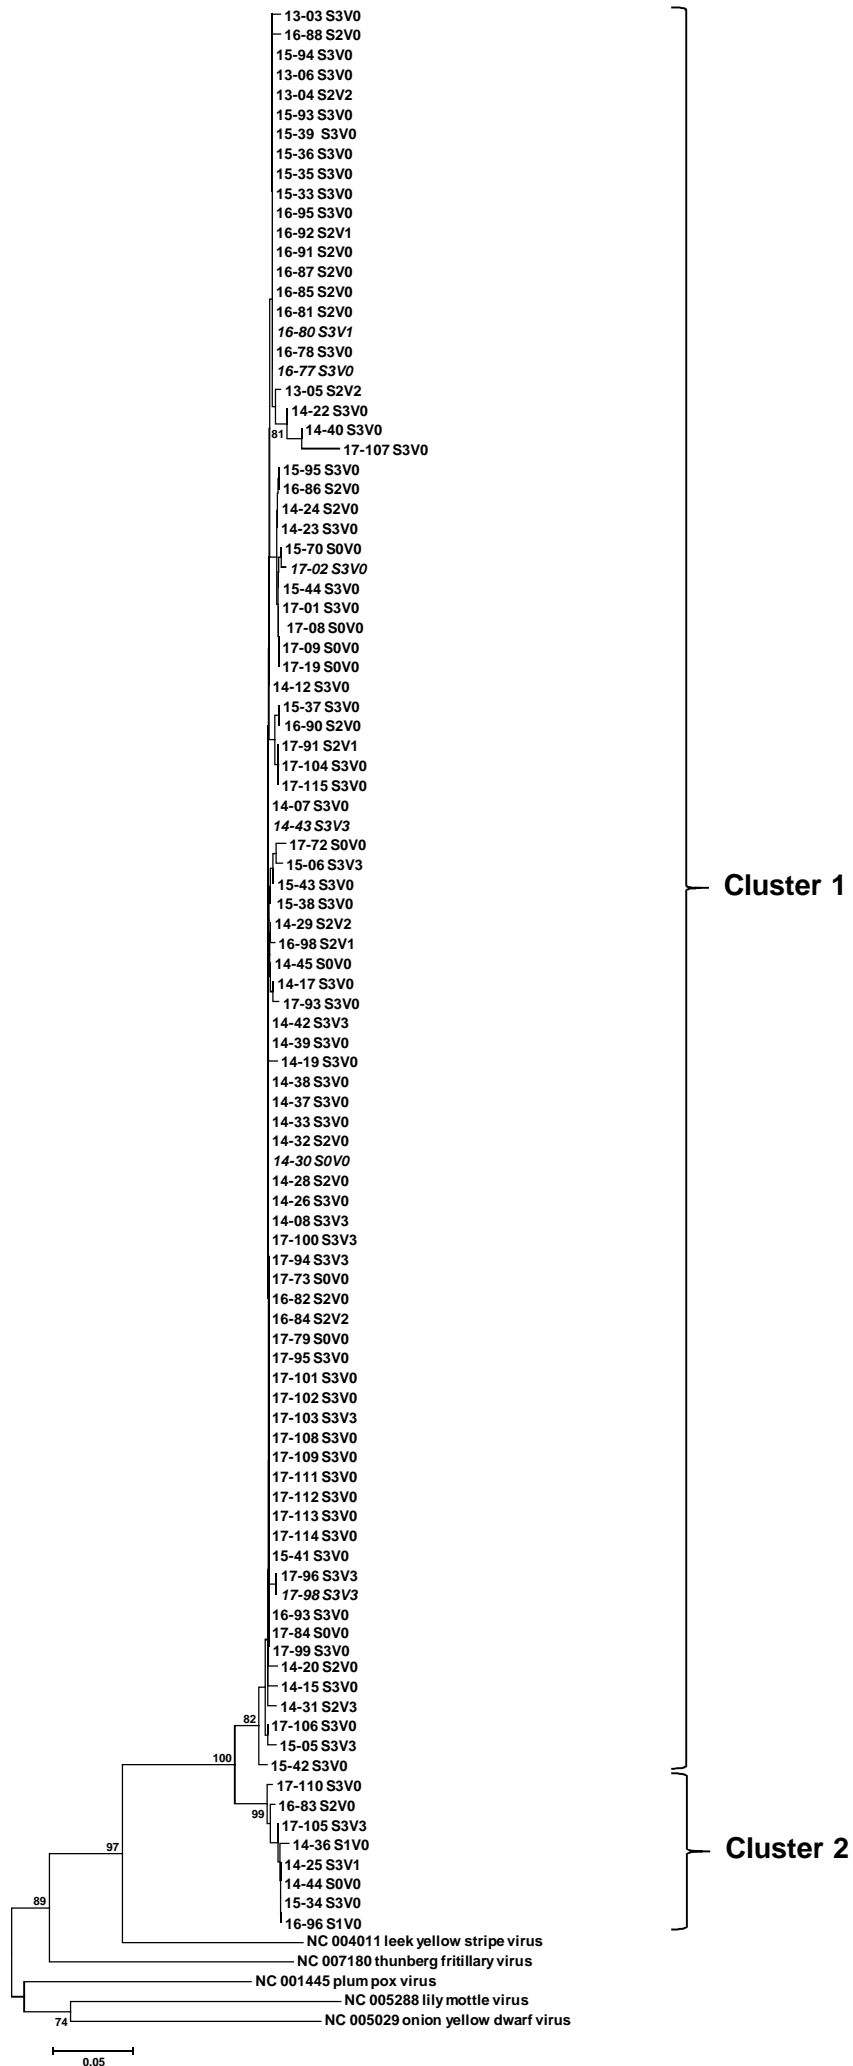 13-03 S3V0
16-88 S2V0
15-94 S3V0
13-06 S3V0
13-04 S2V2
15-93 S3V0
15-39 S3V0
15-36 S3V0
15-35 S3V0
15-33 S3V0
16-95 S3V0
16-92 S2V1
16-91 S2V0
16-87 S2V0
16-85 S2V0
16-81 S2V0
16-80 S3V1
16-78 S3V0
16-77 S3V0
13-05 S2V2
14-22 S3V0
14-40 S3V0
81
17-107 S3V0
15-95 S3V0
16-86 S2V0
14-24 S2V0
14-23 S3V0
15-70 S0V0
17-02 S3V0
15-44 S3V0
17-01 S3V0
17-08 S0V0
17-09 S0V0
17-19 S0V0
14-12 S3V0
15-37 S3V0
16-90 S2V0
17-91 S2V1
17-104 S3V0
17-115 S3V0
14-07 S3V0
14-43 S3V3
17-72 S0V0
15-06 S3V3
15-43 S3V0
Cluster 1
15-38 S3V0
14-29 S2V2
16-98 S2V1
14-45 S0V0
14-17 S3V0
17-93 S3V0
14-42 S3V3
14-39 S3V0
14-19 S3V0
14-38 S3V0
14-37 S3V0
14-33 S3V0
14-32 S2V0
14-30 S0V0
14-28 S2V0
14-26 S3V0
14-08 S3V3
17-100 S3V3
17-94 S3V3
17-73 S0V0
16-82 S2V0
16-84 S2V2
17-79 S0V0
17-95 S3V0
17-101 S3V0
17-102 S3V0
17-103 S3V3
17-108 S3V0
17-109 S3V0
17-111 S3V0
17-112 S3V0
17-113 S3V0
17-114 S3V0
15-41 S3V0
17-96 S3V3
17-98 S3V3
16-93 S3V0
17-84 S0V0
17-99 S3V0
14-20 S2V0
14-15 S3V0
14-31 S2V3
82
17-106 S3V0
15-05 S3V3
100
15-42 S3V0
17-110 S3V0
16-83 S2V0
99
17-105 S3V3
14-36 S1V0
97
Cluster 2
14-25 S3V1
14-44 S0V0
89
15-34 S3V0
16-96 S1V0
NC 004011 leek yellow stripe virus
NC 007180 thunberg fritillary virus
NC 001445 plum pox virus
NC 005288 lily mottle virus
74
NC 005029 onion yellow dwarf virus
0.05